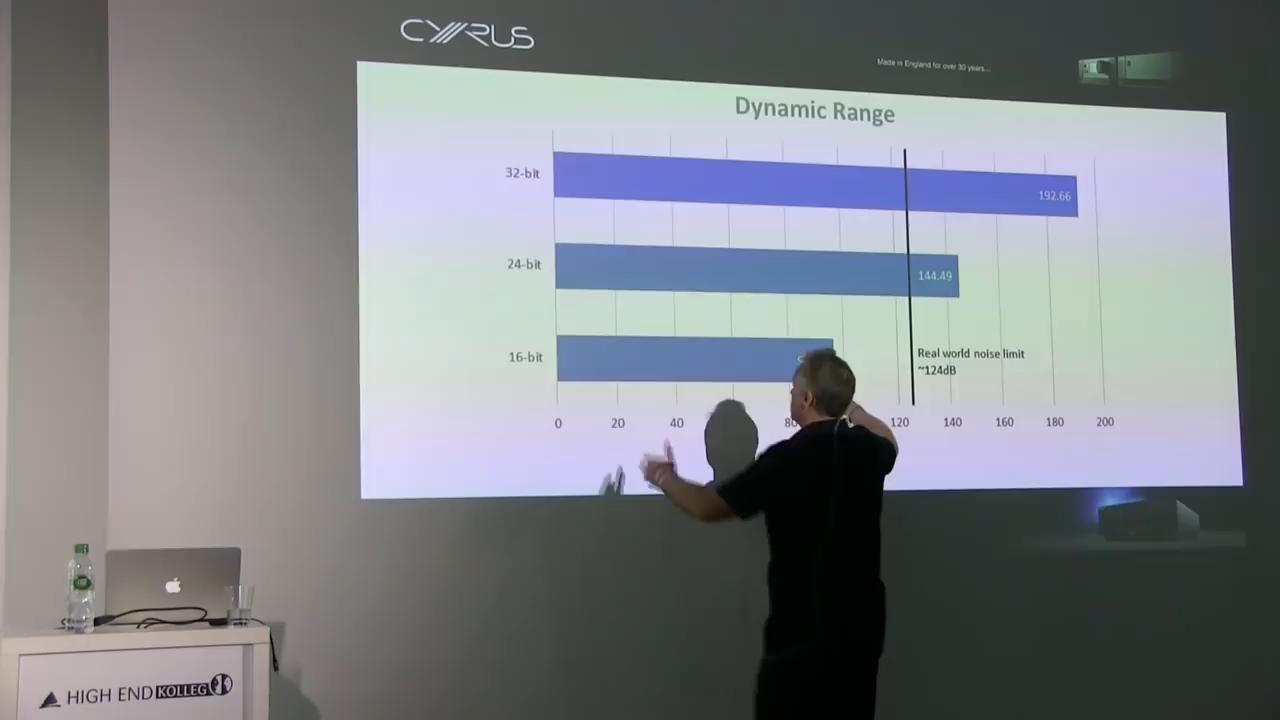 CYRUS
Made in England for over 30 years...
Dynamic Range
32-bit
192.66
24-bit
144.49
16-bit
Real world noise limit
~124dB
0 20 40 120 140 160 180 200
HIGH END KOLLEG